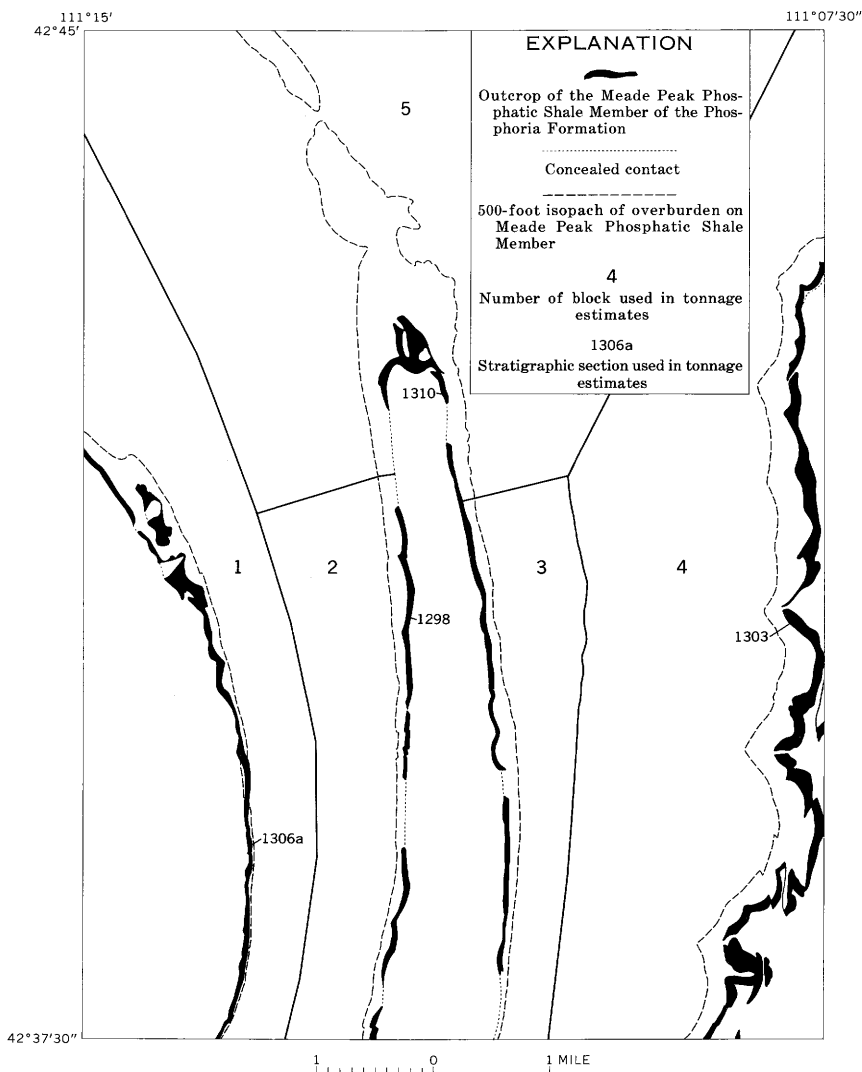 111°15′
111°07′30″
42°45′
EXPLANATION
Outcrop of the Meade Peak Phos-
phatic Shale Member of the Phos-
phoria Formation
Concealed contact
500-foot isopach of overburden on
Meade Peak Phosphatic Shale
Member
4
Number of block used in tonnage
estimates
1306a
Stratigraphic section used in tonnage
estimates
5
1310
1
2
3
4
1298
1303
1306a
42°37′30″
1 0 1 MILE